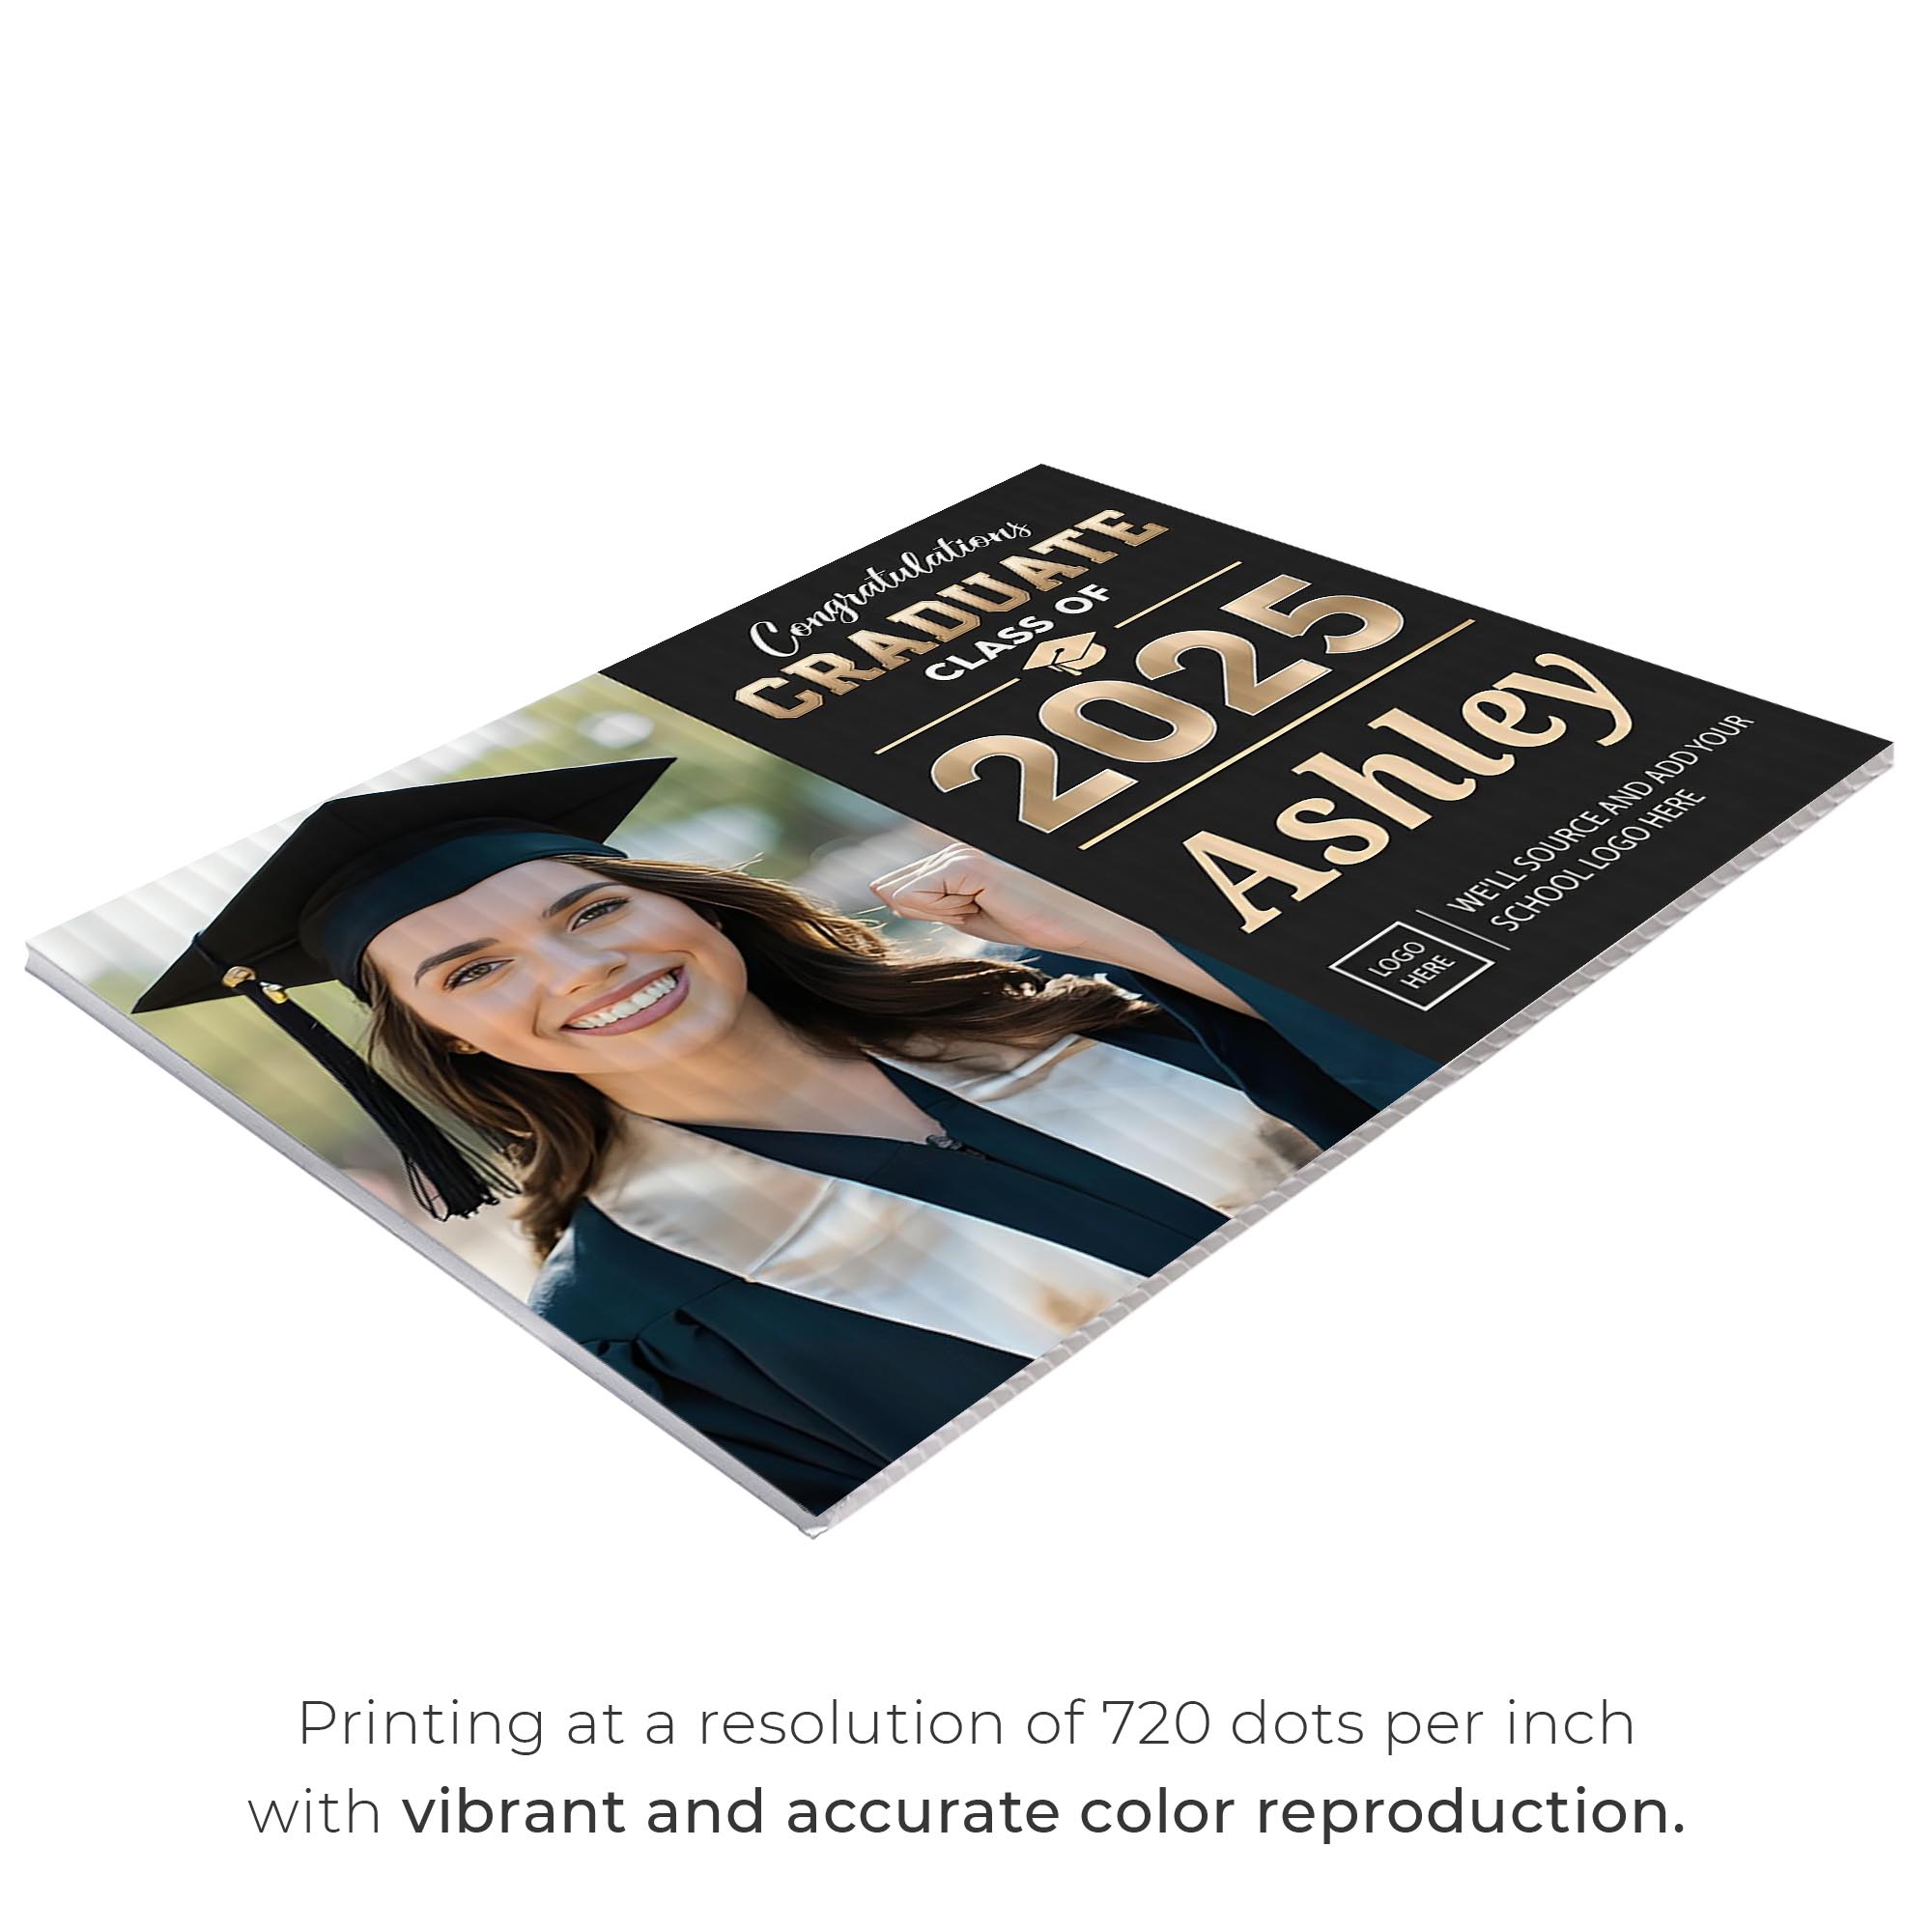 Congratulations
GRADUATE
CLASS OF
2025
Ashley
LOGO
HERE
WE'LL SOURCE AND ADD YOUR
SCHOOL LOGO HERE
Printing at a resolution of 720 dots per inch
with vibrant and accurate color reproduction.